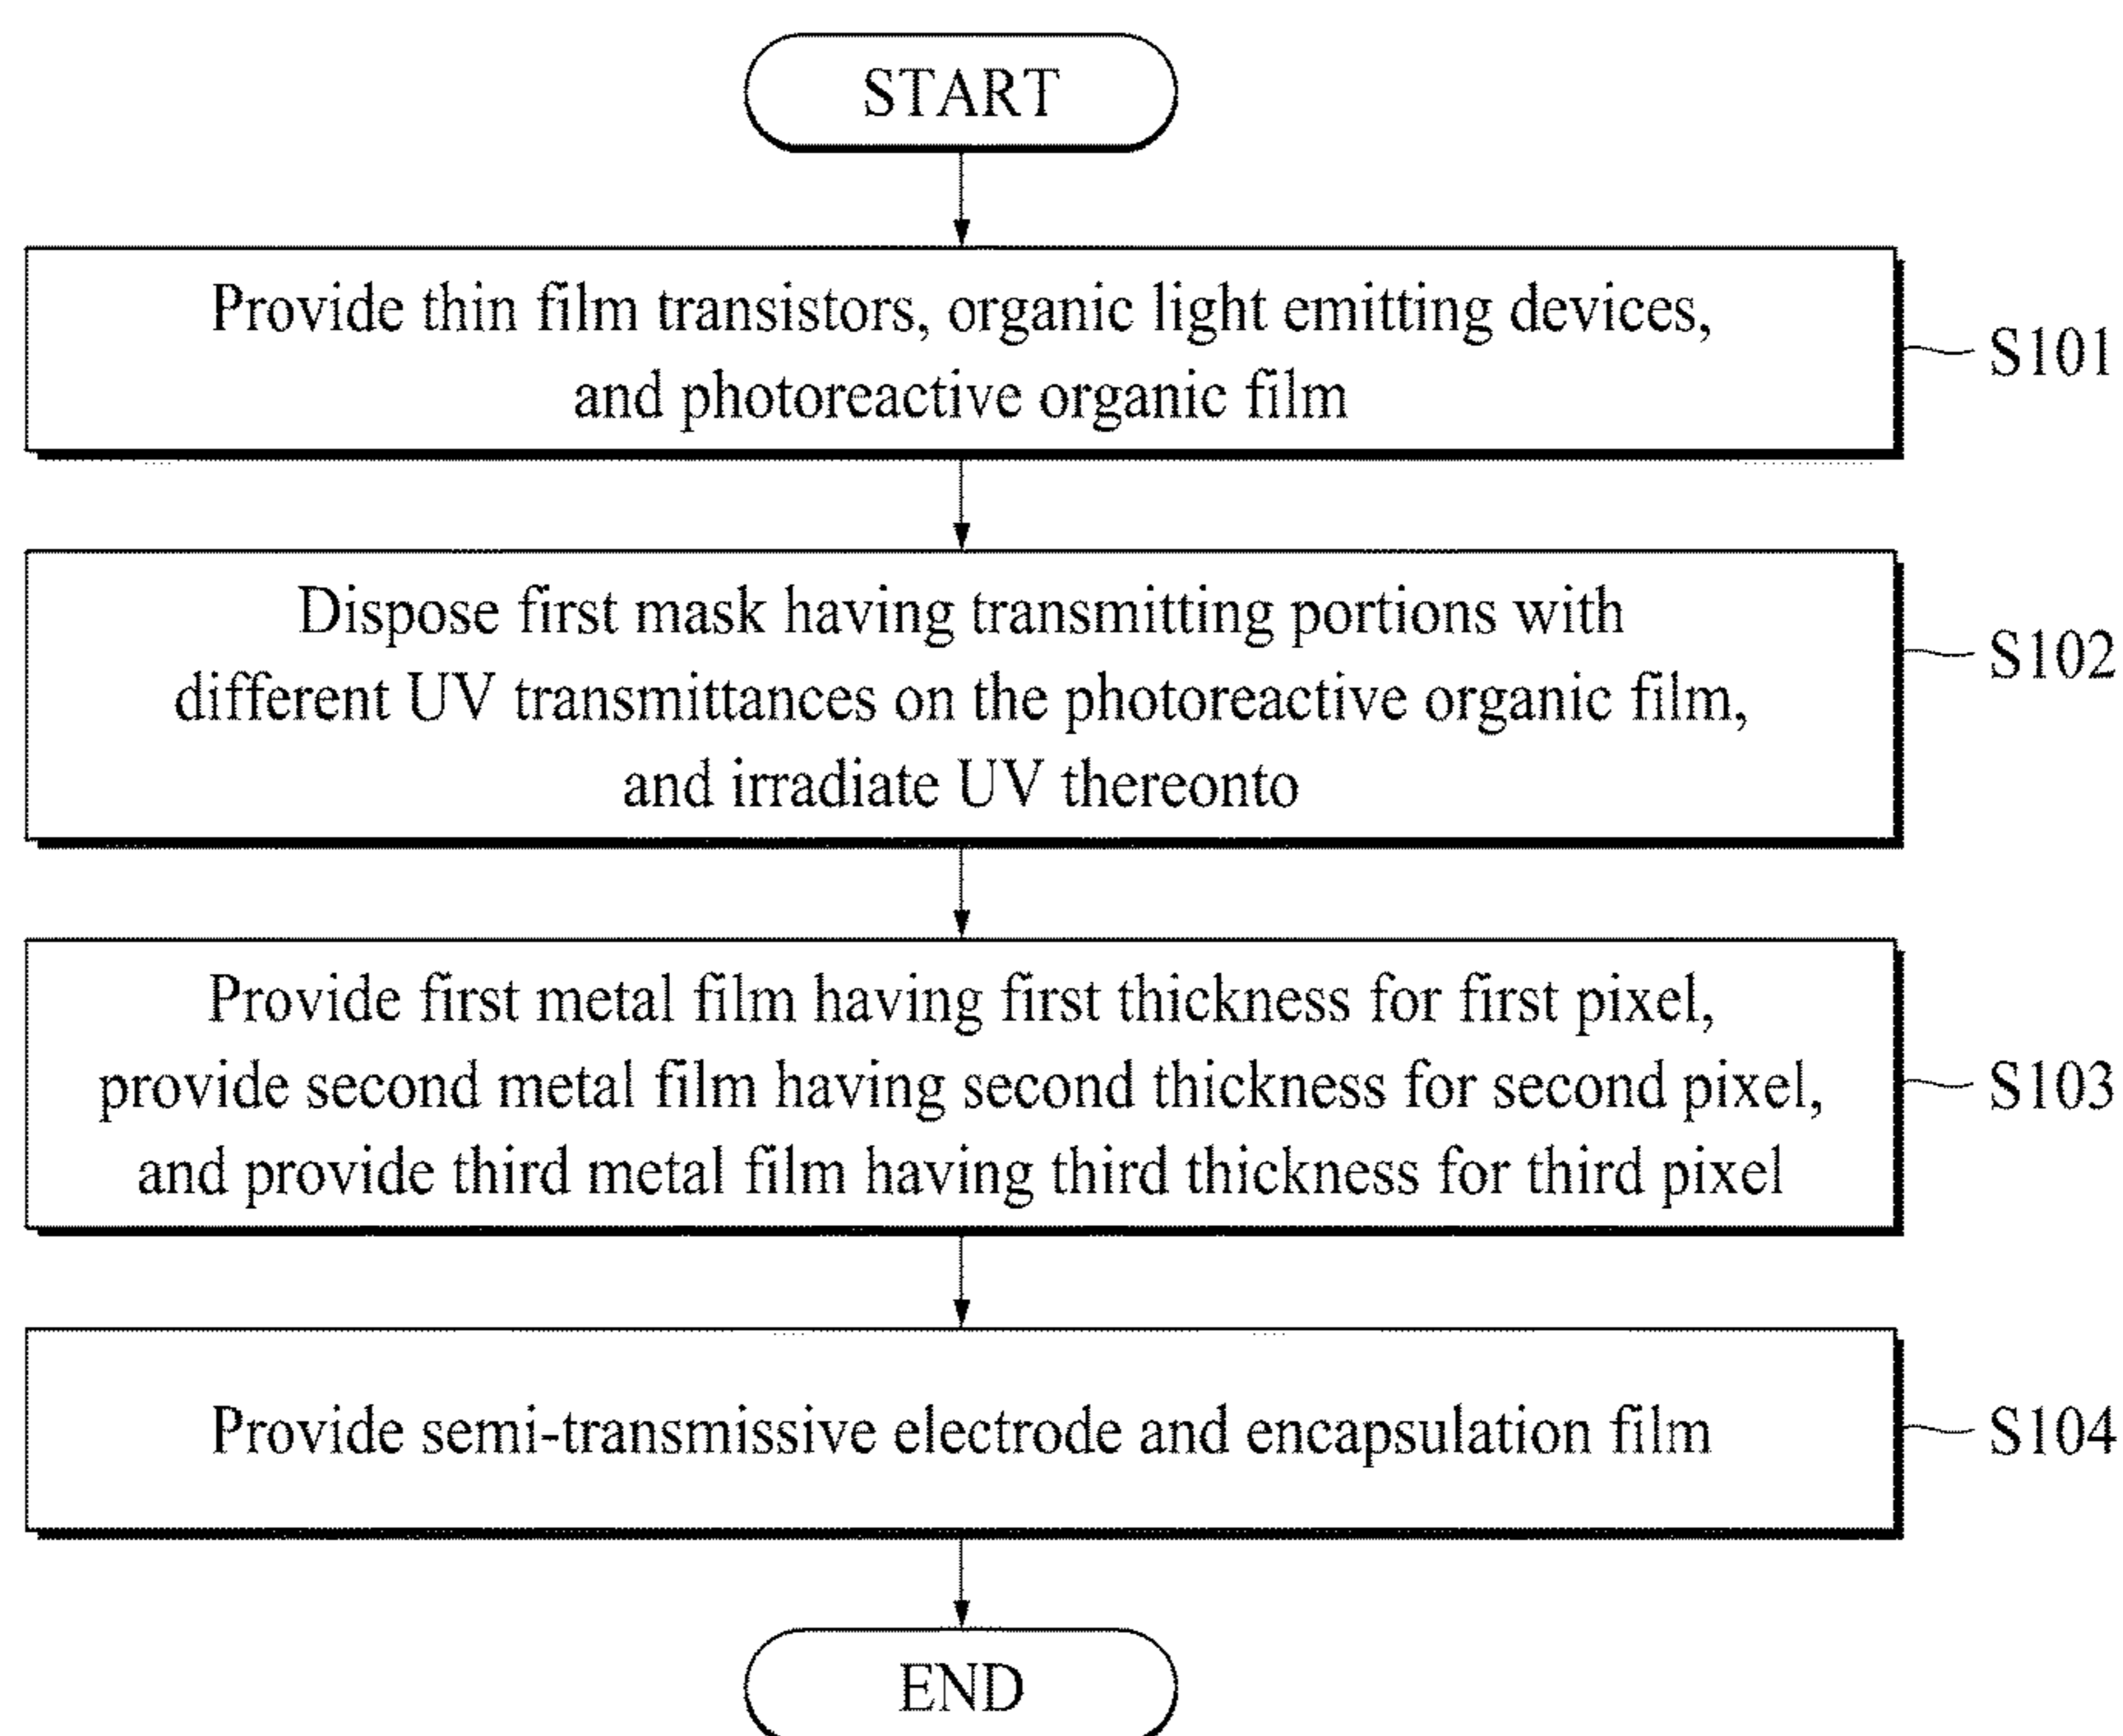 START
Provide thin film transistors, organic light emitting devices,
and photoreactive organic film
S101
Dispose first mask having transmitting portions with
different UV transmittances on the photoreactive organic film,
and irradiate UV thereonto
S102
Provide first metal film having first thickness for first pixel,
provide second metal film having second thickness for second pixel,
and provide third metal film having third thickness for third pixel
S103
Provide semi-transmissive electrode and encapsulation film
S104
END